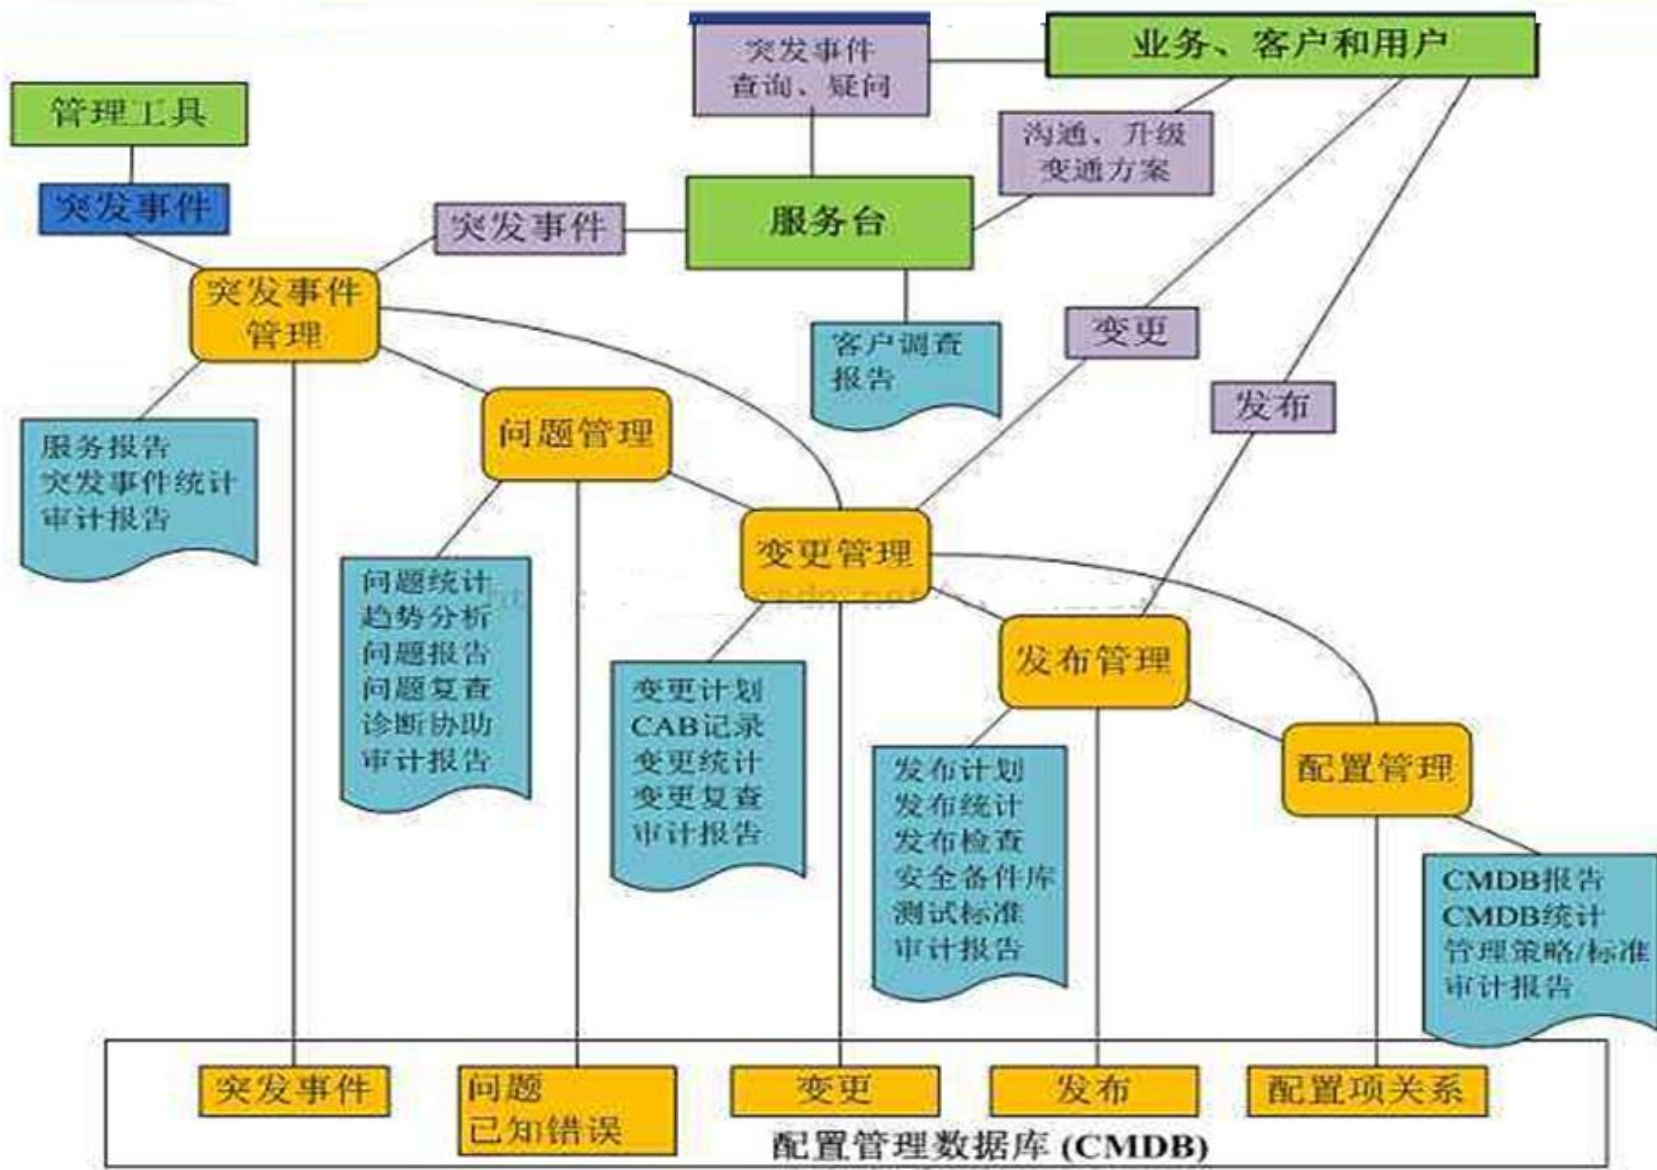 突发事件
查询、疑问
业务、客户和用户
管理工具
沟通、升级
变通方案
突发事件
突发事件
服务台
突发事件
管理
变更
客户调查
报告
发布
问题管理
服务报告
突发事件统计
审计报告
变更管理
问题统计
趋势分析
问题报告
问题复查
诊断协助
审计报告
发布管理
变更计划
CAB记录
变更统计
变更复查
审计报告
配置管理
发布计划
发布统计
发布检查
安全备件库
测试标准
审计报告
CMDB报告
CMDB统计
管理策略/标准
审计报告
突发事件
问题
已知错误
变更
发布
配置项关系
配置管理数据库 (CMDB)